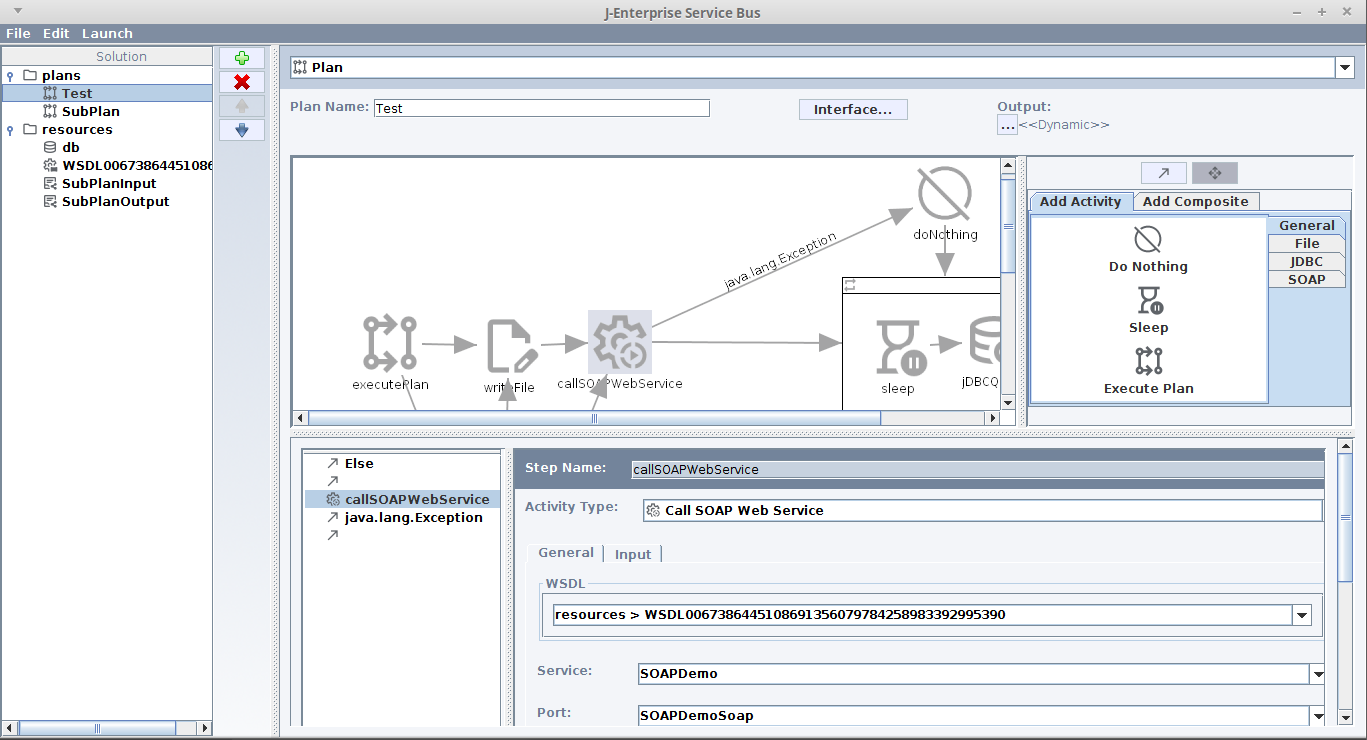 J-Enterprise Service Bus
File Edit Launch
Solution
plans
Test
SubPlan
resources
db
WSDL00673864451086
SubPlanInput
SubPlanOutput
Plan
Plan Name: Test
Interface...
Output:
... <<Dynamic>>
java.lang.Exception
doNothing
executePlan
writeFile
callSOAPWebService
sleep
jDBCQ
Add Activity Add Composite
Do Nothing
Sleep
Execute Plan
General
File
JDBC
SOAP
Else
callSOAPWebService
java.lang.Exception
Step Name: callSOAPWebService
Activity Type: Call SOAP Web Service
General Input
WSDL
resources > WSDL0067386445108691356079784258983392995390
Service: SOAPDemo
Port: SOAPDemoSoap